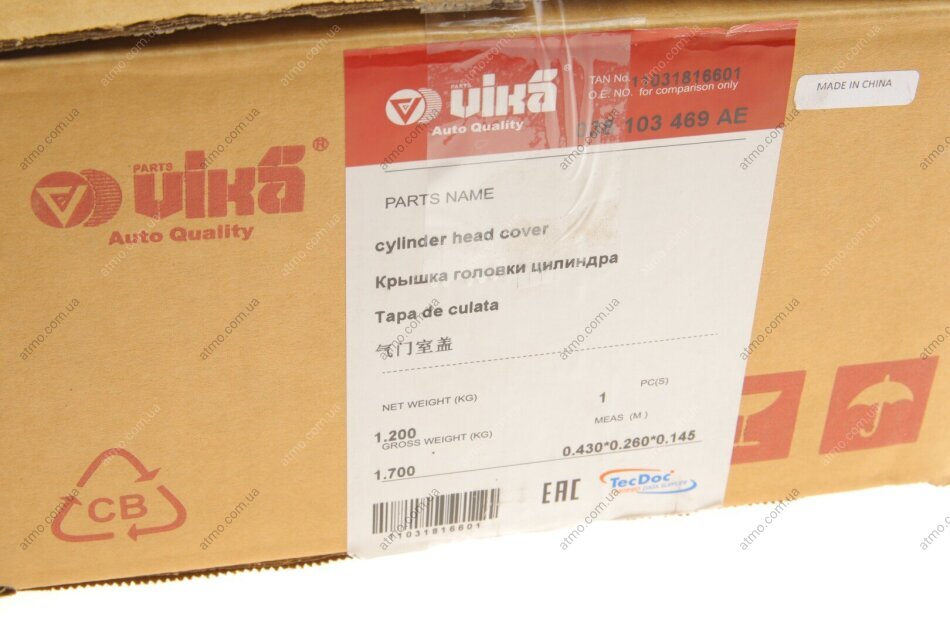 PARTS
vika®
Auto Quality
PARTS
vika®
Auto Quality
TAN No. 11031816601
O.E. NO. for comparison only
038 103 469 AE
MADE IN CHINA
PARTS NAME
cylinder head cover
Крышка головки цилиндра
Tapa de culata
气门室盖
NET WEIGHT (KG)
1.200
GROSS WEIGHT (KG)
1.700
PC(S)
1
MEAS (M)
0.430*0.260*0.145
11031816601
EAC
TecDoc
CB
atmo.com.ua